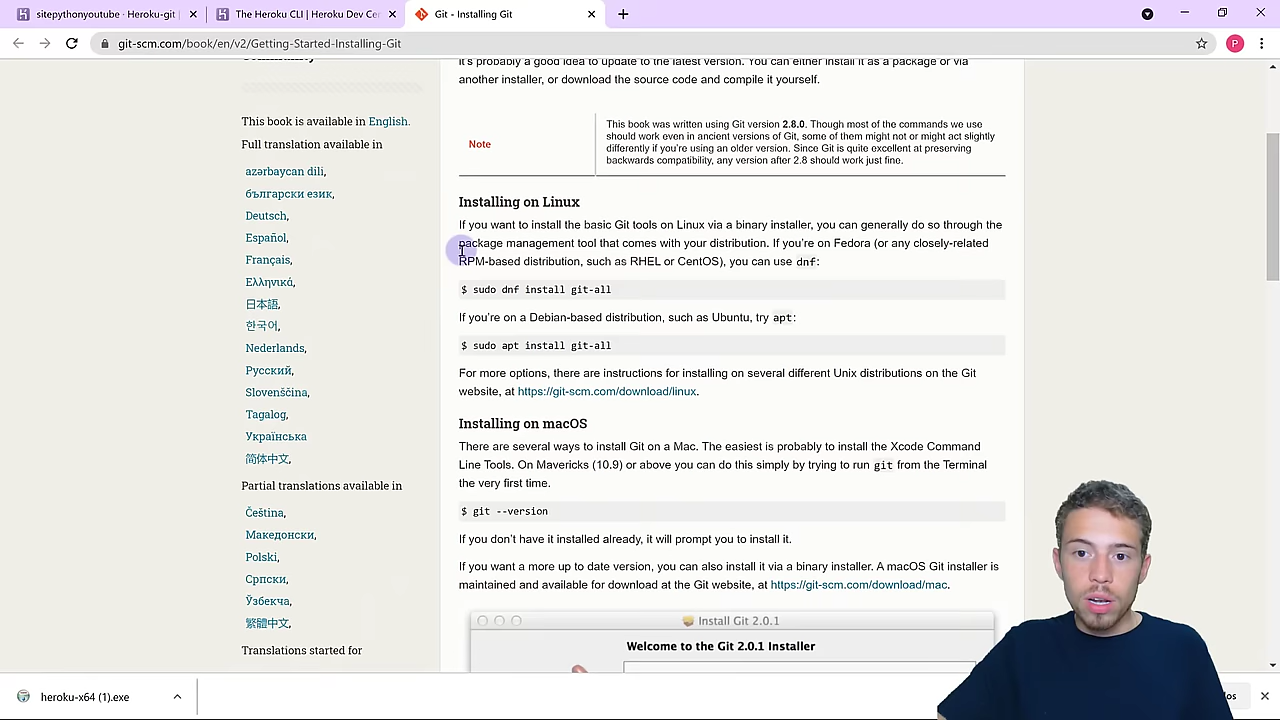 sitepythonyoutube - Heroku-git
The Heroku CLI | Heroku Dev Cer
Git - Installing Git
git-scm.com/book/en/v2/Getting-Started-Installing-Git
P
Community
This book is available in English.
Full translation available in
azərbaycan dili,
български език,
Deutsch,
Español,
Français,
Ελληνικά,
日本語,
한국어,
Nederlands,
Русский,
Slovenščina,
Tagalog,
Українська
简体中文,
Partial translations available in
Čeština,
Македонски,
Polski,
Српски,
Ўзбекча,
繁體中文,
Translations started for
it's probably a good idea to update to the latest version. You can either install it as a package or via
another installer, or download the source code and compile it yourself.
Note
This book was written using Git version 2.8.0. Though most of the commands we use
should work even in ancient versions of Git, some of them might not or might act slightly
differently if you're using an older version. Since Git is quite excellent at preserving
backwards compatibility, any version after 2.8 should work just fine.
Installing on Linux
If you want to install the basic Git tools on Linux via a binary installer, you can generally do so through the
package management tool that comes with your distribution. If you're on Fedora (or any closely-related
RPM-based distribution, such as RHEL or CentOS), you can use dnf:
$ sudo dnf install git-all
If you're on a Debian-based distribution, such as Ubuntu, try apt:
$ sudo apt install git-all
For more options, there are instructions for installing on several different Unix distributions on the Git
website, at https://git-scm.com/download/linux.
Installing on macOS
There are several ways to install Git on a Mac. The easiest is probably to install the Xcode Command
Line Tools. On Mavericks (10.9) or above you can do this simply by trying to run git from the Terminal
the very first time.
$ git --version
If you don't have it installed already, it will prompt you to install it.
If you want a more up to date version, you can also install it via a binary installer. A macOS Git installer is
maintained and available for download at the Git website, at https://git-scm.com/download/mac.
Install Git 2.0.1
Welcome to the Git 2.0.1 Installer
heroku-x64 (1).exe